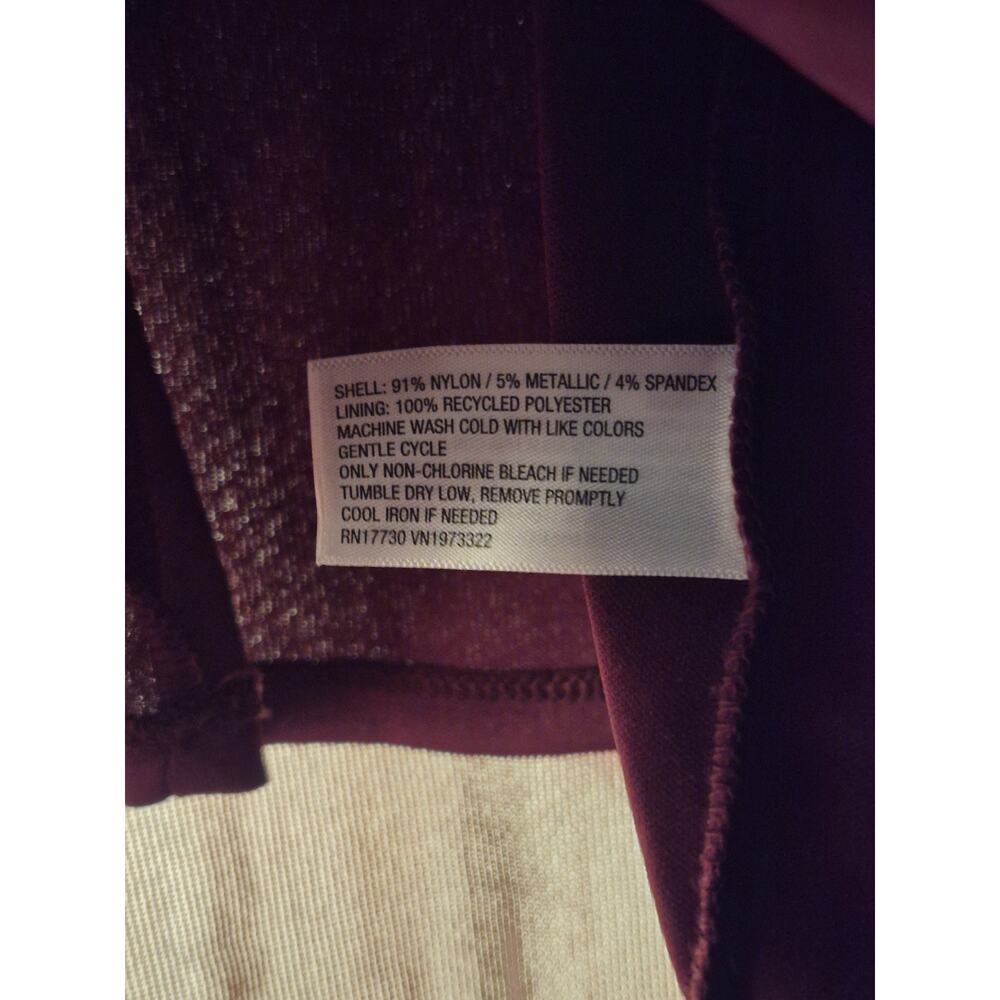 SHELL: 91% NYLON / 5% METALLIC / 4% SPANDEX
LINING: 100% RECYCLED POLYESTER
MACHINE WASH COLD WITH LIKE COLORS
GENTLE CYCLE
ONLY NON-CHLORINE BLEACH IF NEEDED
TUMBLE DRY LOW, REMOVE PROMPTLY
COOL IRON IF NEEDED
RN17730 VN1973322